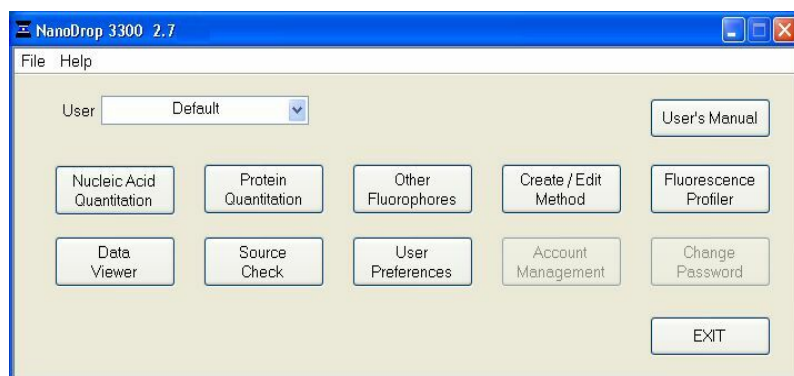 NanoDrop 3300 2.7
File Help
User Default
User's Manual
Nucleic Acid
Quantitation
Protein
Quantitation
Other
Fluorophores
Create / Edit
Method
Fluorescence
Profiler
Data
Viewer
Source
Check
User
Preferences
Account
Management
Change
Password
EXIT